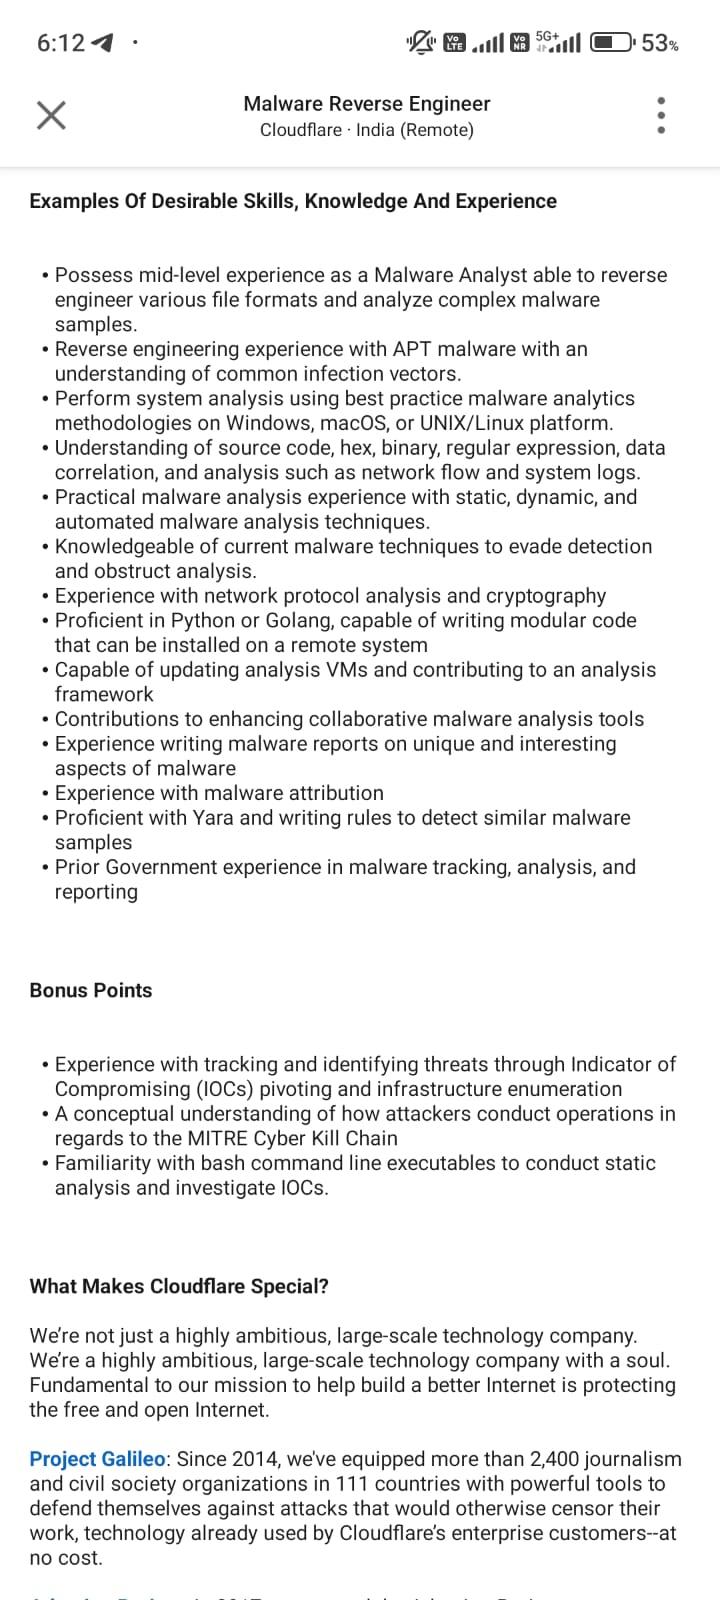 6:12
Vo LTE
Vo NR
5G+
53%
Malware Reverse Engineer
Cloudflare · India (Remote)
Examples Of Desirable Skills, Knowledge And Experience
• Possess mid-level experience as a Malware Analyst able to reverse
engineer various file formats and analyze complex malware
samples.
• Reverse engineering experience with APT malware with an
understanding of common infection vectors.
• Perform system analysis using best practice malware analytics
methodologies on Windows, macOS, or UNIX/Linux platform.
• Understanding of source code, hex, binary, regular expression, data
correlation, and analysis such as network flow and system logs.
• Practical malware analysis experience with static, dynamic, and
automated malware analysis techniques.
• Knowledgeable of current malware techniques to evade detection
and obstruct analysis.
• Experience with network protocol analysis and cryptography
• Proficient in Python or Golang, capable of writing modular code
that can be installed on a remote system
• Capable of updating analysis VMs and contributing to an analysis
framework
• Contributions to enhancing collaborative malware analysis tools
• Experience writing malware reports on unique and interesting
aspects of malware
• Experience with malware attribution
• Proficient with Yara and writing rules to detect similar malware
samples
• Prior Government experience in malware tracking, analysis, and
reporting
Bonus Points
• Experience with tracking and identifying threats through Indicator of
Compromising (IOCs) pivoting and infrastructure enumeration
• A conceptual understanding of how attackers conduct operations in
regards to the MITRE Cyber Kill Chain
• Familiarity with bash command line executables to conduct static
analysis and investigate IOCs.
What Makes Cloudflare Special?
We're not just a highly ambitious, large-scale technology company.
We're a highly ambitious, large-scale technology company with a soul.
Fundamental to our mission to help build a better Internet is protecting
the free and open Internet.
Project Galileo: Since 2014, we've equipped more than 2,400 journalism
and civil society organizations in 111 countries with powerful tools to
defend themselves against attacks that would otherwise censor their
work, technology already used by Cloudflare's enterprise customers--at
no cost.